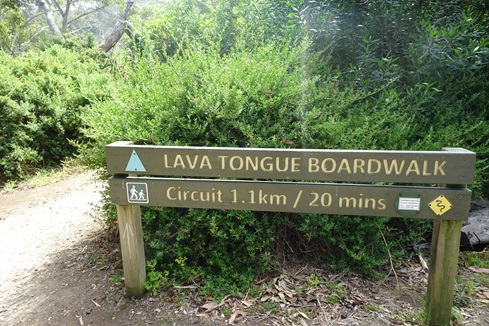 LAVA TONGUE BOARDWALK
Circuit 1.1km / 20 mins